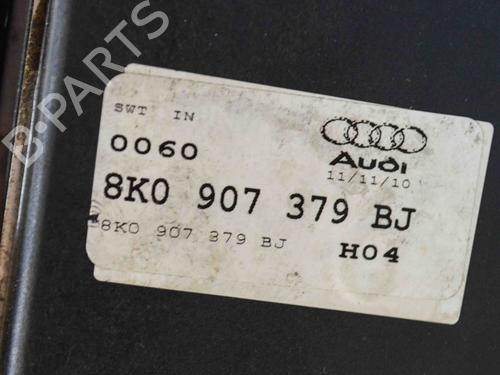 SWT IN
0060
Audi
11/11/10
8K0 907 379 BJ
8K0 907 379 BJ
H04
B-PARTS